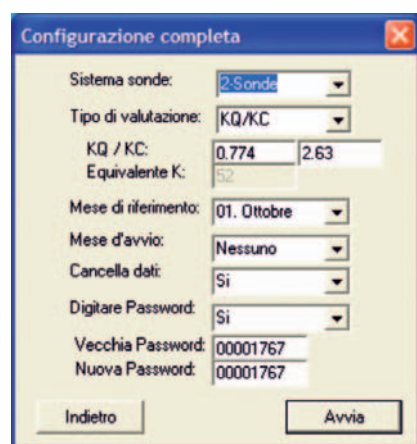 Configurazione completa
Sistema sonde: 2-Sonde
Tipo di valutazione: KQ/KC
KQ / KC: 0.774 2.63
Equivalente K: 52
Mese di riferimento: 01. Ottobre
Mese d'avvio: Nessuno
Cancella dati: Si
Digitare Password: Si
Vecchia Password: 00001767
Nuova Password: 00001767
Indietro Avvia